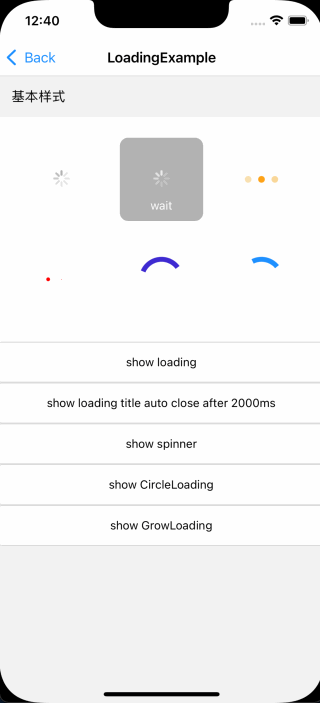 12:40
Back
LoadingExample
基本样式
wait
show loading
show loading title auto close after 2000ms
show spinner
show CircleLoading
show GrowLoading